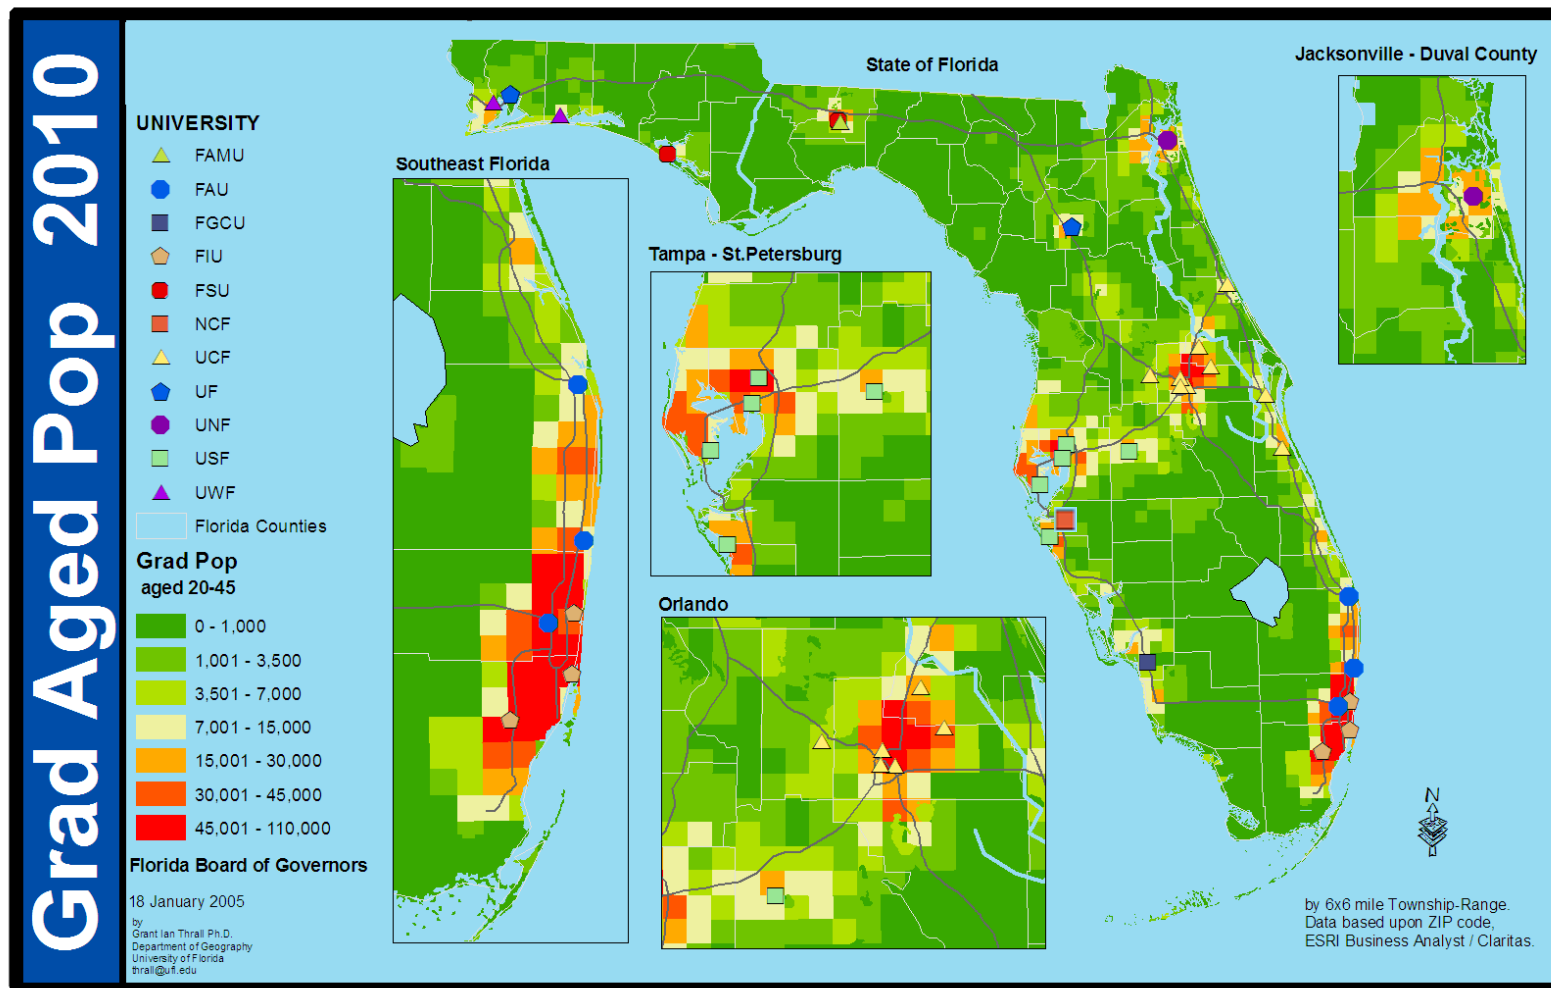 Grad Aged Pop 2010
State of Florida
Jacksonville - Duval County
UNIVERSITY
FAMU
FAU
FGCU
FIU
FSU
NCF
UCF
UF
UNF
USF
UWF
Florida Counties
Grad Pop
aged 20-45
0 - 1,000
1,001 - 3,500
3,501 - 7,000
7,001 - 15,000
15,001 - 30,000
30,001 - 45,000
45,001 - 110,000
Florida Board of Governors
18 January 2005
by
Grant Ian Thrall Ph.D.
Department of Geography
University of Florida
thrall@ufl.edu
Southeast Florida
Tampa - St.Petersburg
Orlando
N
by 6x6 mile Township-Range.
Data based upon ZIP code,
ESRI Business Analyst / Claritas.